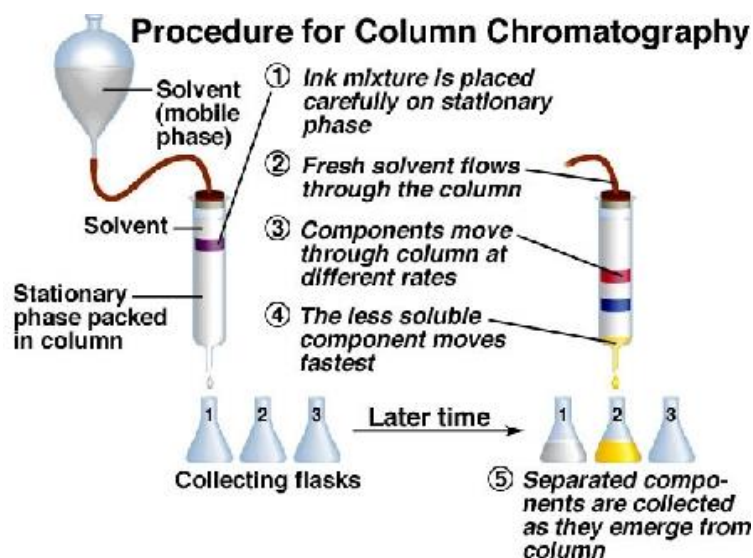 Procedure for Column Chromatography
Solvent
(mobile
phase)
① Ink mixture is placed
carefully on stationary
phase
② Fresh solvent flows
through the column
Solvent
③ Components move
through column at
different rates
Stationary
phase packed
in column
④ The less soluble
component moves
fastest
1 2 3
Later time
1 2 3
Collecting flasks
⑤ Separated compo-
nents are collected
as they emerge from
column